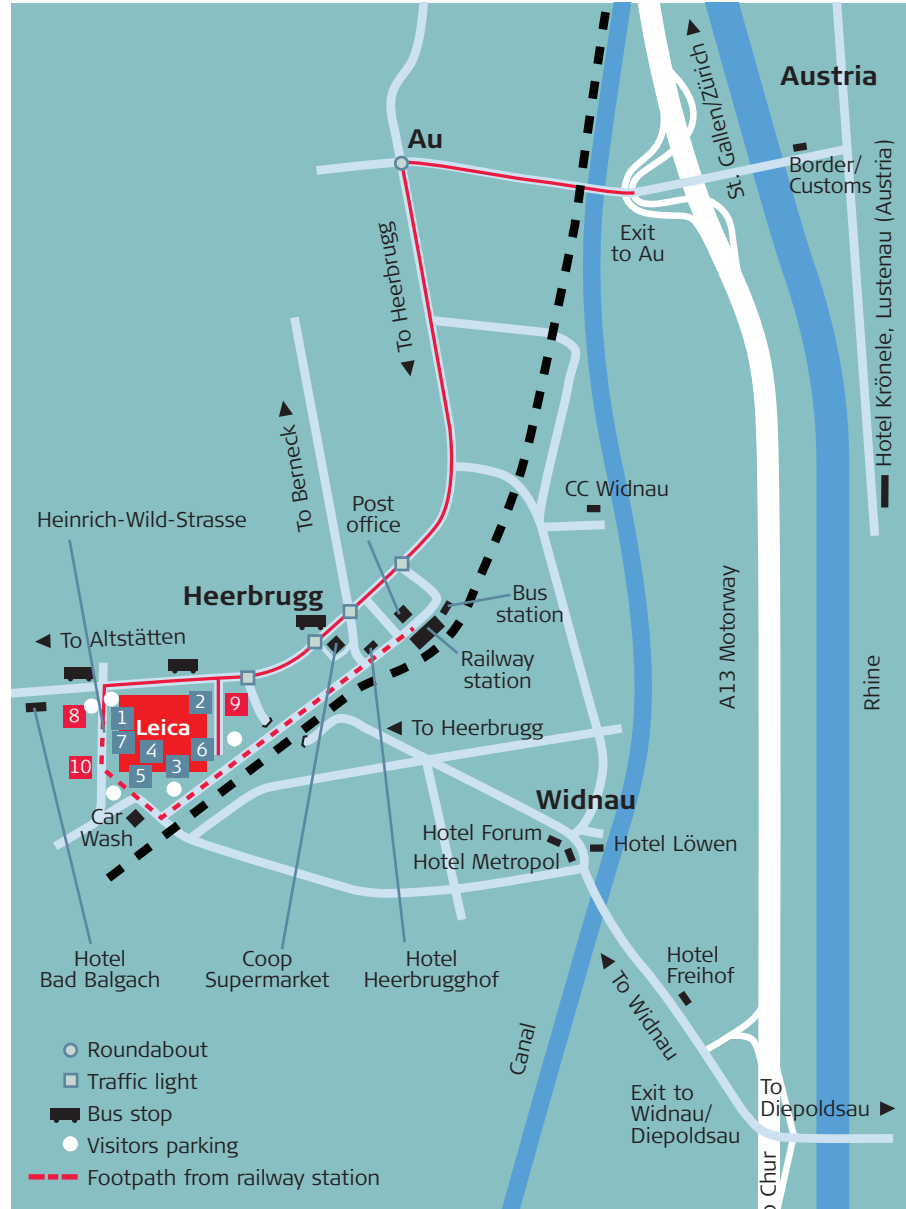 Austria
St. Gallen/Zürich
Au
Border/
Customs
Exit
to Au
Hotel Krönele, Lustenau (Austria)
To Heerbrugg
To Berneck
CC Widnau
Post
office
Heinrich-Wild-Strasse
Heerbrugg
Bus
station
To Altstätten
Railway
station
A13 Motorway
Rhine
8
1
2
9
Leica
7
4
6
10
5
3
To Heerbrugg
Widnau
Car
Wash
Hotel Forum
Hotel Metropol
Hotel Löwen
Hotel
Bad Balgach
Coop
Supermarket
Hotel
Heerbrugghof
Hotel
Freihof
To Widnau
Canal
Roundabout
Traffic light
Bus stop
Visitors parking
Footpath from railway station
Exit to
Widnau/
Diepoldsau
To
Diepoldsau
o Chur